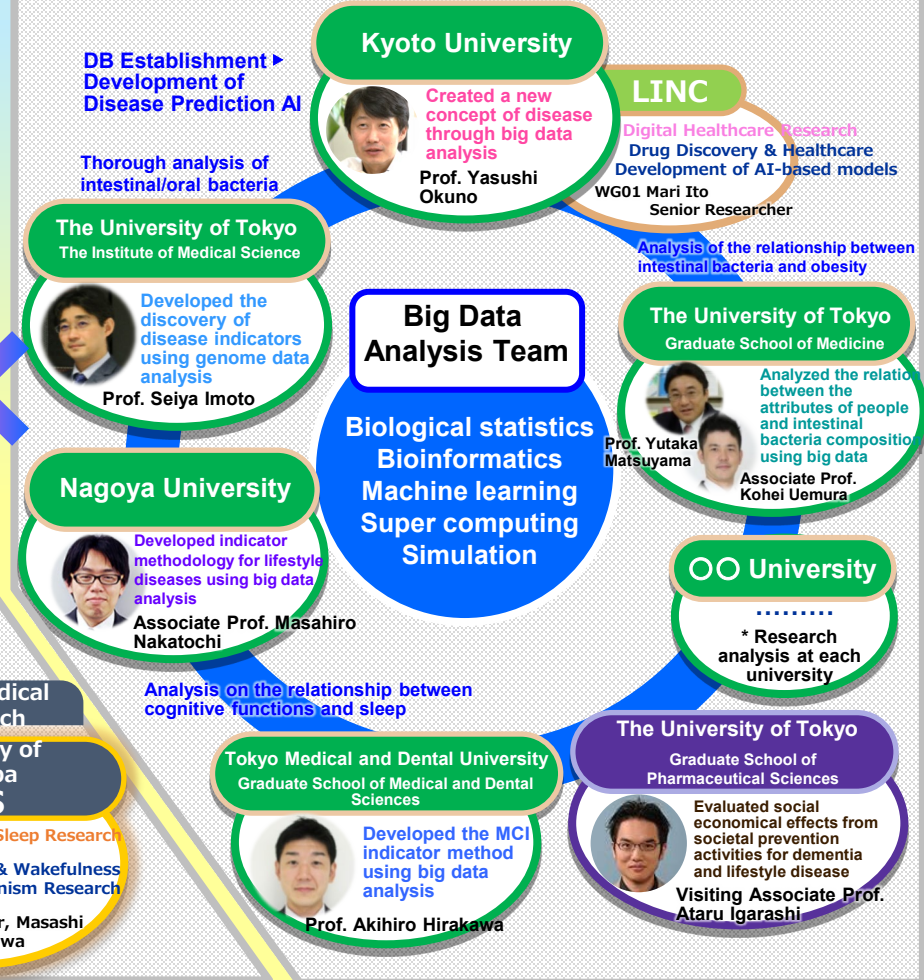 Kyoto University
Created a new
concept of disease
through big data
analysis
Prof. Yasushi
Okuno
DB Establishment ▶
Development of
Disease Prediction AI
LINC
Digital Healthcare Research
Drug Discovery & Healthcare
Development of AI-based models
WG01 Mari Ito
Senior Researcher
Thorough analysis of
intestinal/oral bacteria
The University of Tokyo
The Institute of Medical Science
Developed the
discovery of
disease indicators
using genome data
analysis
Prof. Seiya Imoto
Analysis of the relationship between
intestinal bacteria and obesity
The University of Tokyo
Graduate School of Medicine
Analyzed the relation
between the
attributes of people
and intestinal
bacteria compositio
using big data
Prof. Yutaka
Matsuyama
Associate Prof.
Kohei Uemura
Big Data
Analysis Team
Biological statistics
Bioinformatics
Machine learning
Super computing
Simulation
Nagoya University
Developed indicator
methodology for lifestyle
diseases using big data
analysis
Associate Prof. Masahiro
Nakatochi
〇〇 University
………
* Research
analysis at each
university
Analysis on the relationship between
cognitive functions and sleep
Tokyo Medical and Dental University
Graduate School of Medical and Dental
Sciences
Developed the MCI
indicator method
using big data
analysis
Prof. Akihiro Hirakawa
The University of Tokyo
Graduate School of
Pharmaceutical Sciences
Evaluated social
economical effects from
societal prevention
activities for dementia
and lifestyle disease
Visiting Associate Prof.
Ataru Igarashi
dical
ch
y of
ba
S
Sleep Research
& Wakefulness
nism Research
r, Masashi
wa